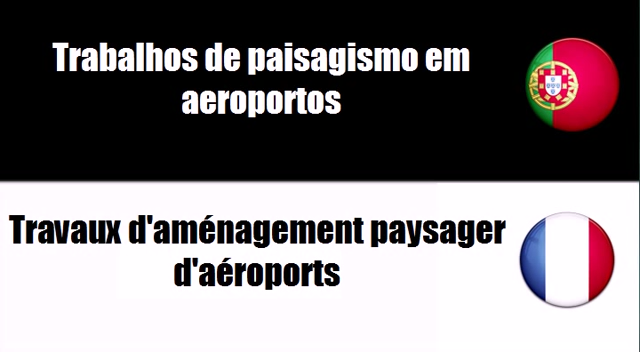 Trabalhos de paisagismo em
aeroportos
Travaux d'aménagement paysager
d'aéroports